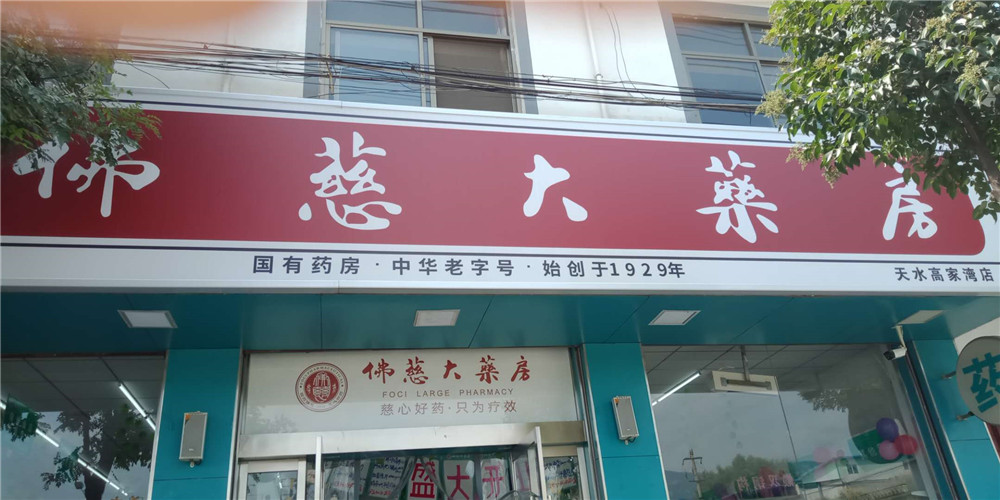 佛慈大藥房
国有药房·中华老字号·始创于1929年
天水高家湾店
佛慈大藥房
FOCI LARGE PHARMACY
慈心好药·只为疗效
药
盛大开